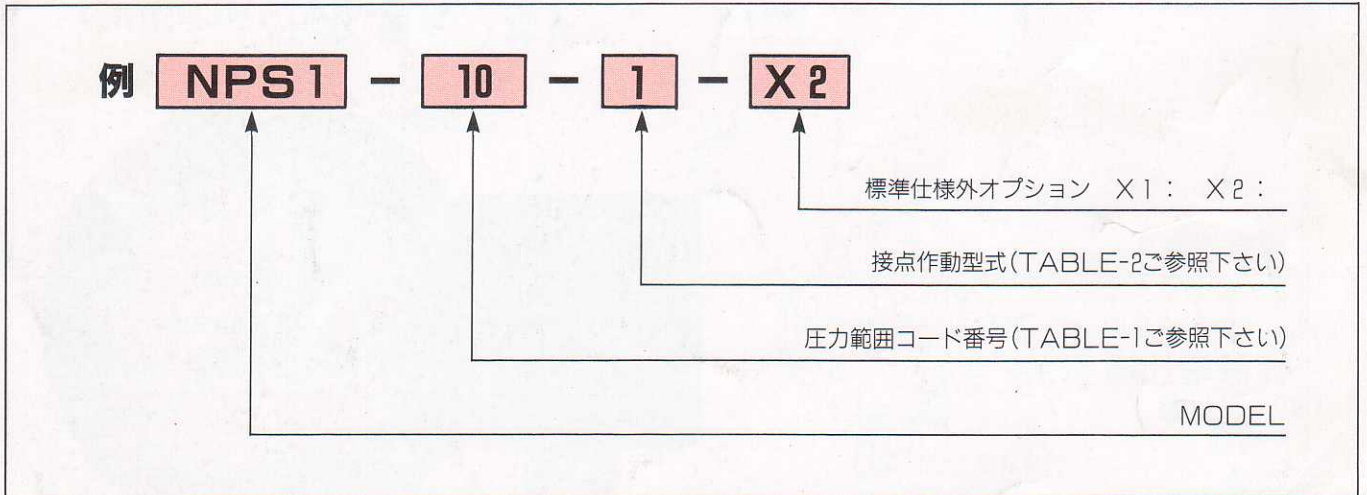 例 NPS1 - 10 - 1 - X2
標準仕様外オプション X1： X2：
接点作動型式(TABLE-2ご参照下さい)
圧力範囲コード番号(TABLE-1ご参照下さい)
MODEL